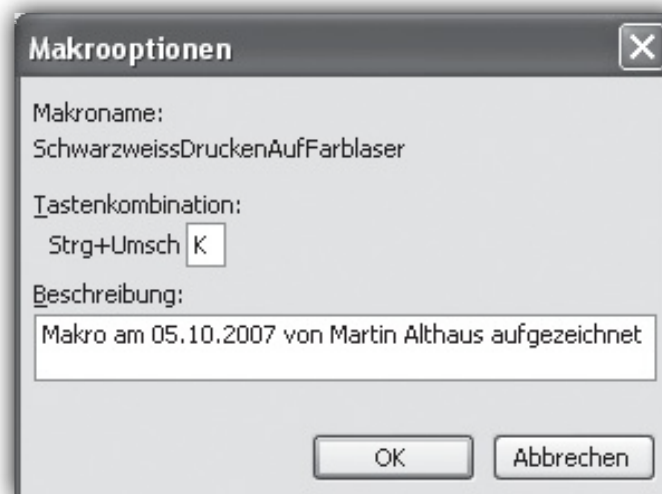 Makrooptionen
Makroname:
SchwarzweissDruckenAufFarblaser
Tastenkombination:
Strg+Umsch K
Beschreibung:
Makro am 05.10.2007 von Martin Althaus aufgezeichnet
OK Abbrechen